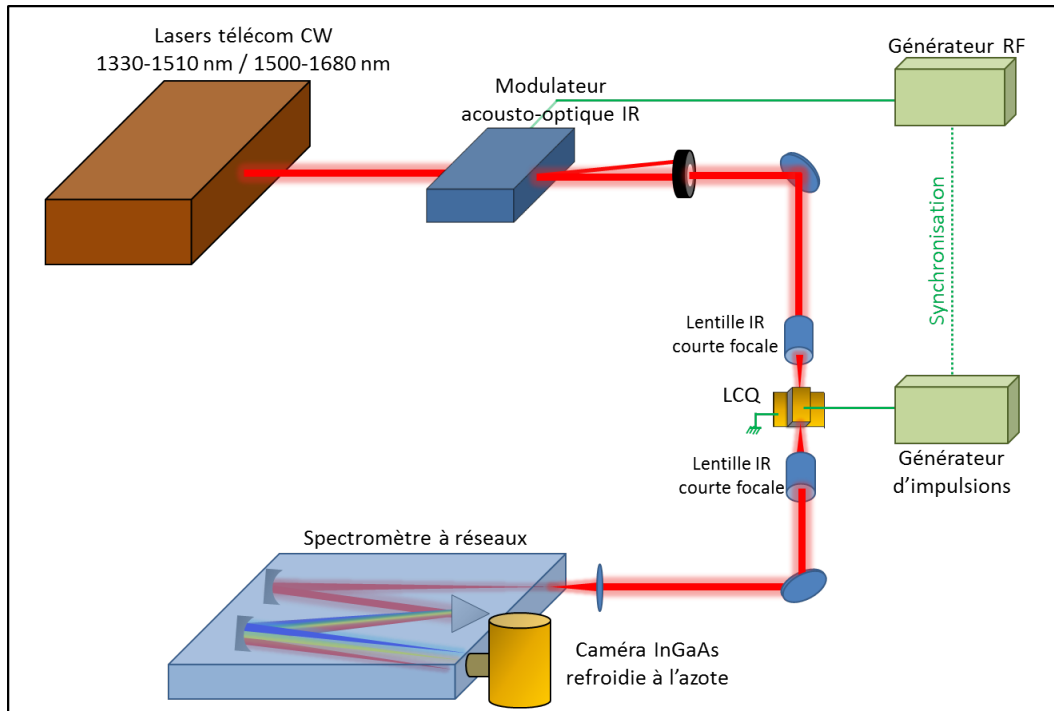 Lasers télécom CW
1330-1510 nm / 1500-1680 nm
Modulateur
acousto-optique IR
Générateur RF
Synchronisation
Lentille IR
courte focale
LCQ
Lentille IR
courte focale
Générateur
d’impulsions
Spectromètre à réseaux
Caméra InGaAs
refroidie à l’azote